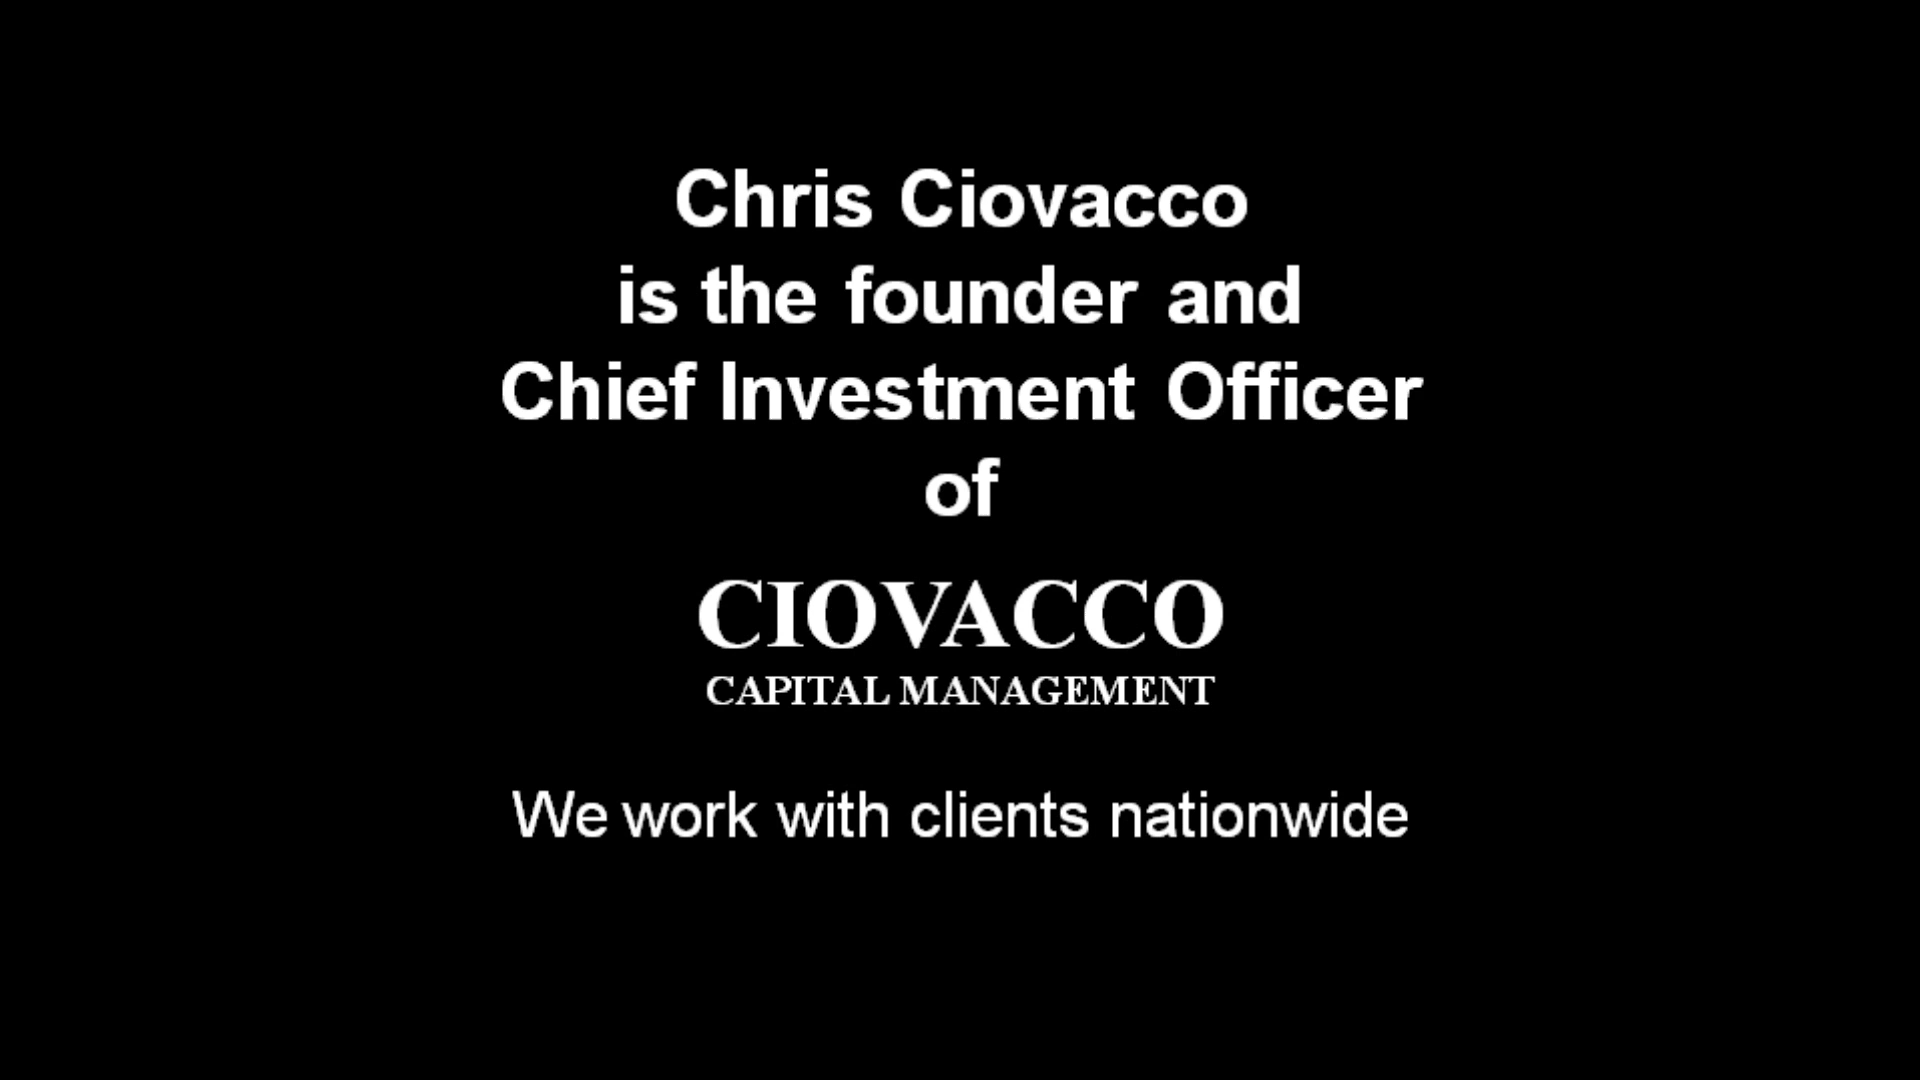 Chris Ciovacco
is the founder and
Chief Investment Officer
of
CIOVACCO
CAPITAL MANAGEMENT
We work with clients nationwide